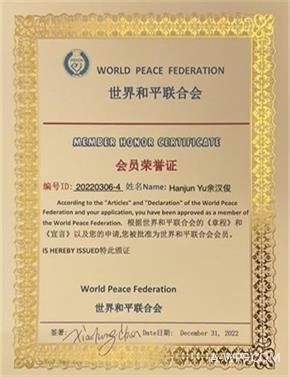 WORLD PEACE FEDERATION
世界和平联合会
MEMBER HONOR CERTIFICATE
会员荣誉证
编号ID: 20220306-4 姓名Name: Hanjun Yu余汉俊
According to the "Articles" and "Declaration" of the World Peace
Federation and your application, you have been approved as a member of
the World Peace Federation. 根据世界和平联合会的《章程》和
《宣言》以及您的申请,您被批准为世界和平联合会会员。
IS HEREBY ISSUED特此颁证
World Peace Federation
世界和平联合会
签署: DateE日期: December 31, 2022